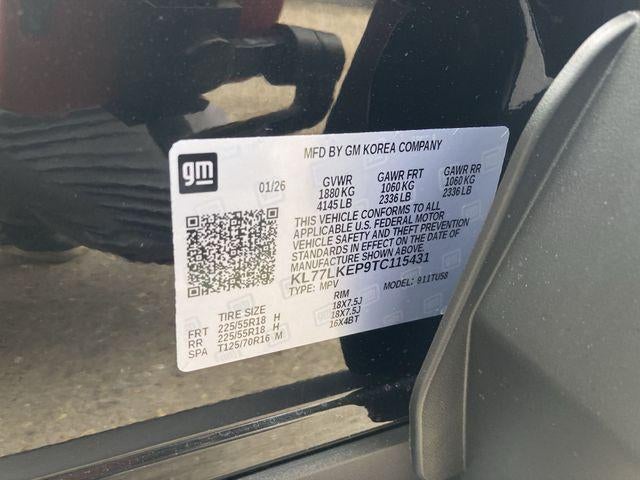 gm
MFD BY GM KOREA COMPANY
01/26
GVWR GAWR FRT GAWR RR
1880 KG 1060 KG 1060 KG
4145 LB 2336 LB 2336 LB
THIS VEHICLE CONFORMS TO ALL
APPLICABLE U.S. FEDERAL MOTOR
VEHICLE SAFETY AND THEFT PREVENTION
STANDARDS IN EFFECT ON THE DATE OF
MANUFACTURE SHOWN ABOVE.
KL77LKEP9TC115431
TYPE: MPV MODEL: 911TU58
TIRE SIZE RIM
FRT 225/55R18 H 18X7.5J
RR 225/55R18 H 18X7.5J
SPA T125/70R16 M 16X4BT